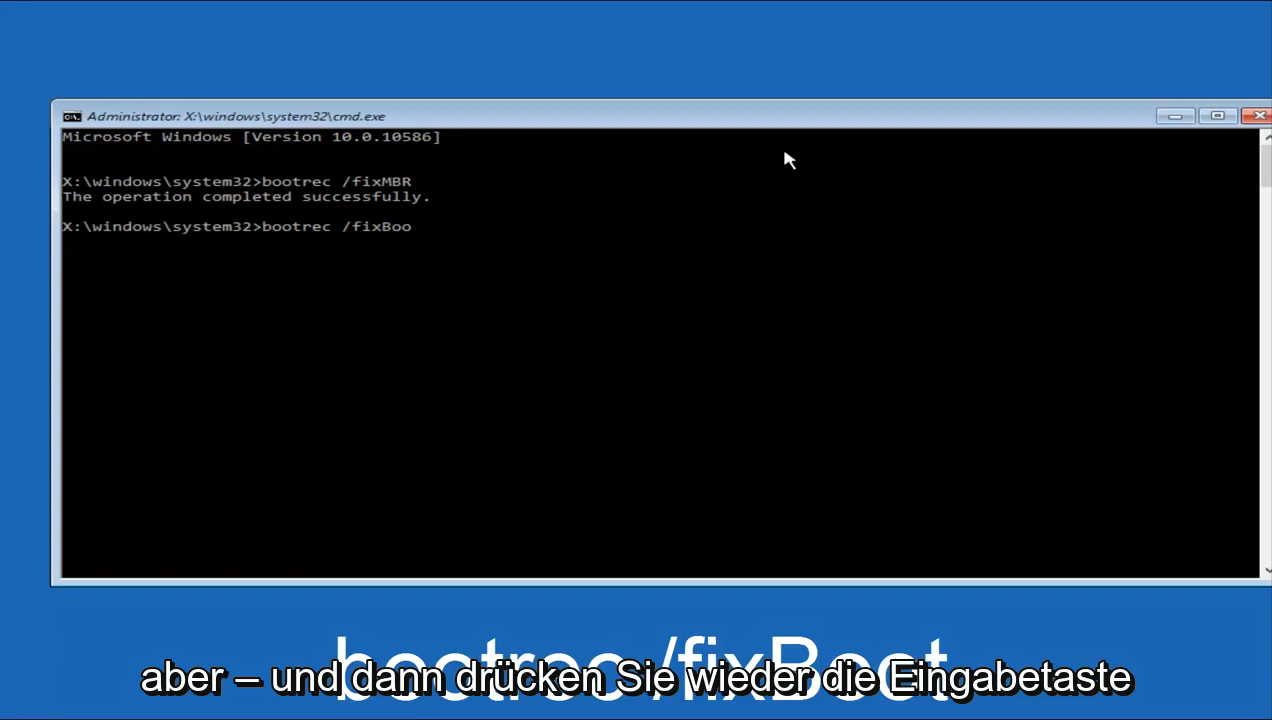 Administrator: X:\windows\system32\cmd.exe
Microsoft Windows [Version 10.0.10586]
X:\windows\system32>bootrec /fixMBR
The operation completed successfully.
X:\windows\system32>bootrec /fixBoo
bootrec /fixBoot
aber – und dann drücken Sie wieder die Eingabetaste